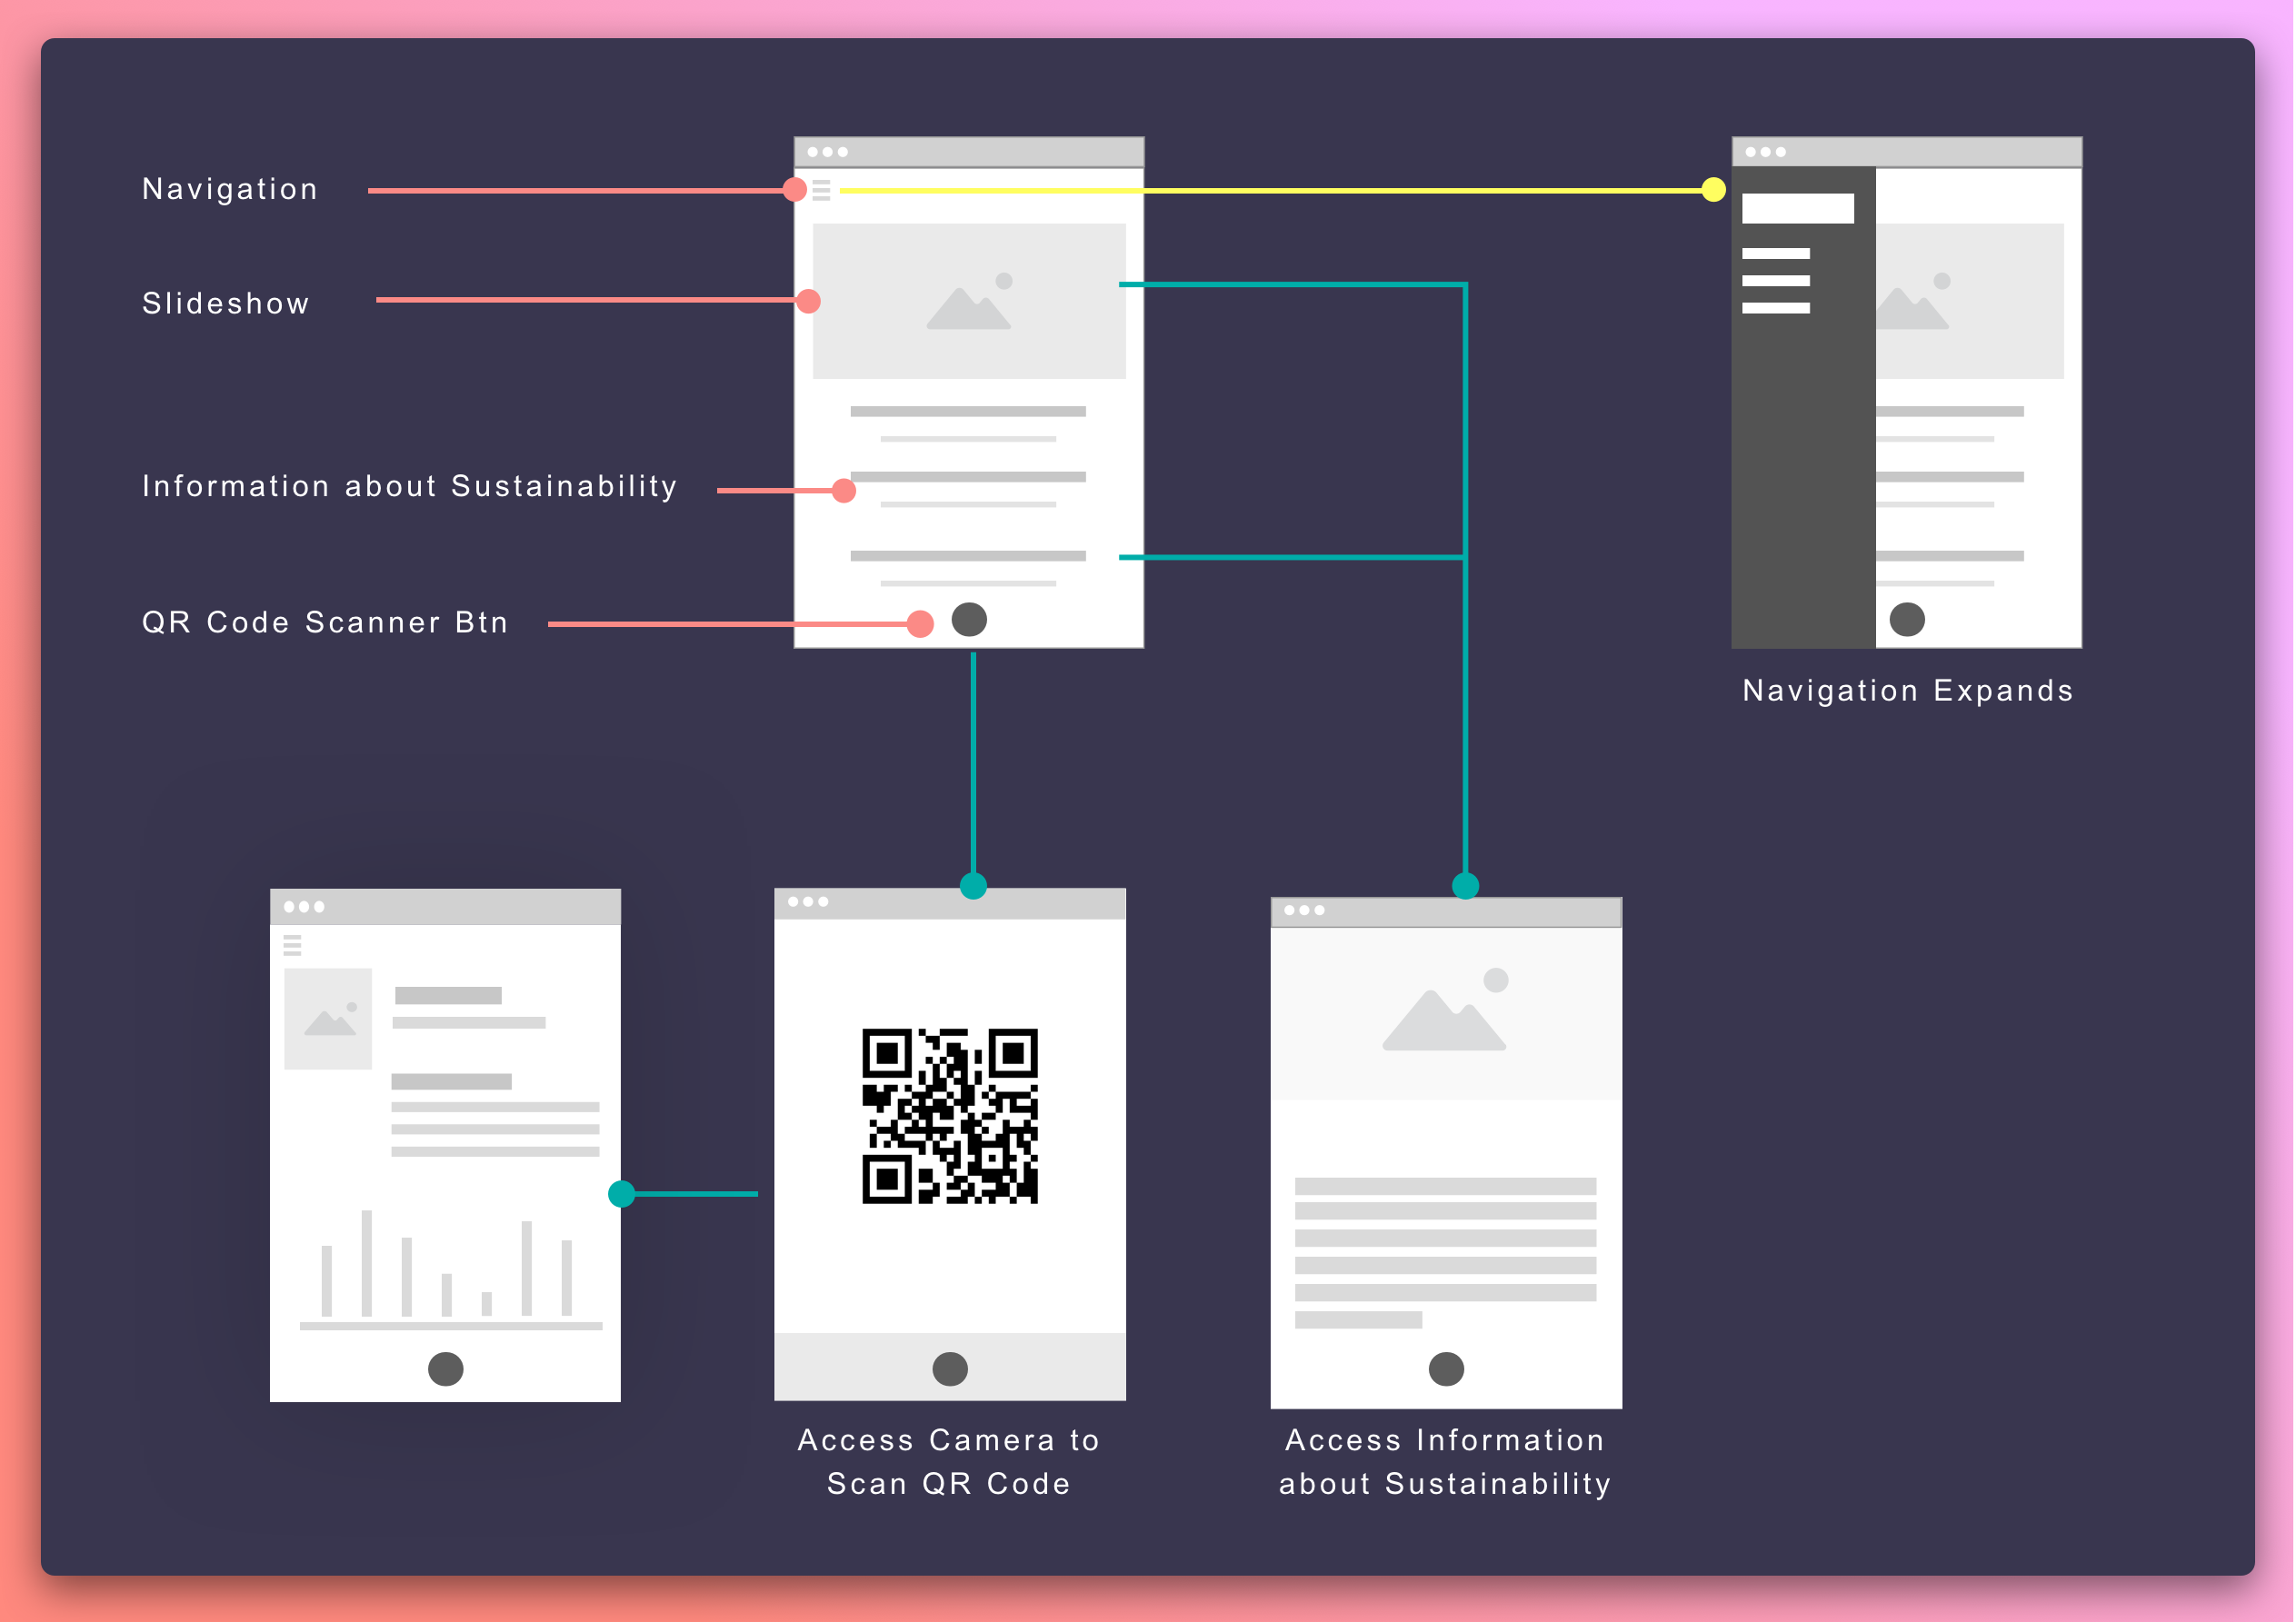 Navigation
Slideshow
Information about Sustainability
QR Code Scanner Btn
Navigation Expands
Access Camera to
Scan QR Code
Access Information
about Sustainability